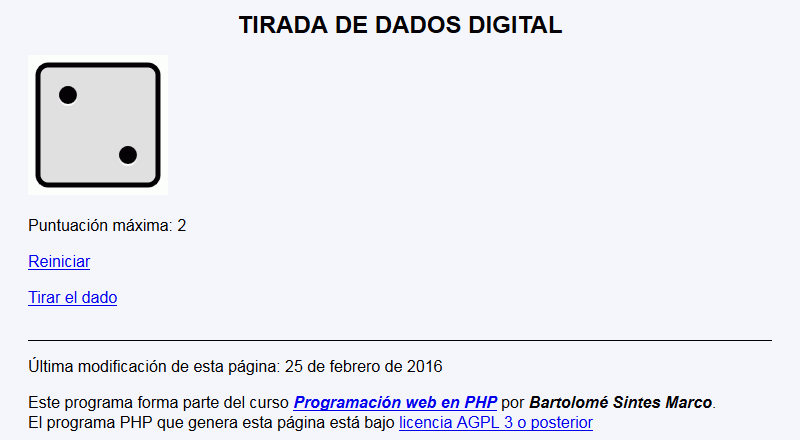 TIRADA DE DADOS DIGITAL
Puntuación máxima: 2
Reiniciar
Tirar el dado
Última modificación de esta página: 25 de febrero de 2016
Este programa forma parte del curso Programación web en PHP por Bartolomé Sintes Marco.
El programa PHP que genera esta página está bajo licencia AGPL 3 o posterior